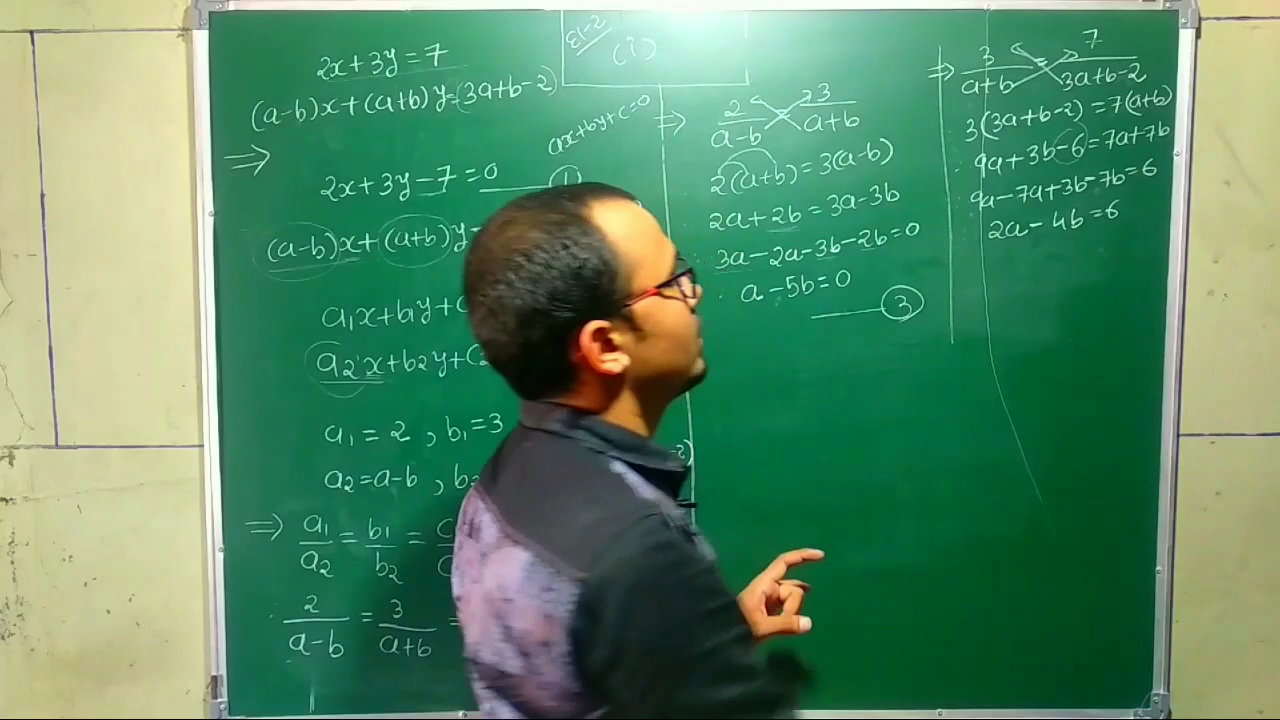 2x+3y=7
(a-b)x+(a+b)y=(3a+b-2)
⇒
ax+by+c=0
2x+3y-7=0 ——— ①
(a-b)x+(a+b)y-
a₁x+b₁y+c
a₂x+b₂y+c₂
a₁=2, b₁=3
a₂=a-b, b₂
⇒ a₁/a₂ = b₁/b₂ =
2/(a-b) = 3/(a+b) =
(i)
⇒ 2/(a-b) 3/(a+b)
2(a+b)=3(a-b)
2a+2b=3a-3b
3a-2a-3b-2b=0
a-5b=0
——— ③
⇒ 3/(a+b) 7/(3a+b-2)
3(3a+b-2)=7(a+b)
9a+3b-6=7a+7b
9a-7a+3b-7b=6
2a-4b=6